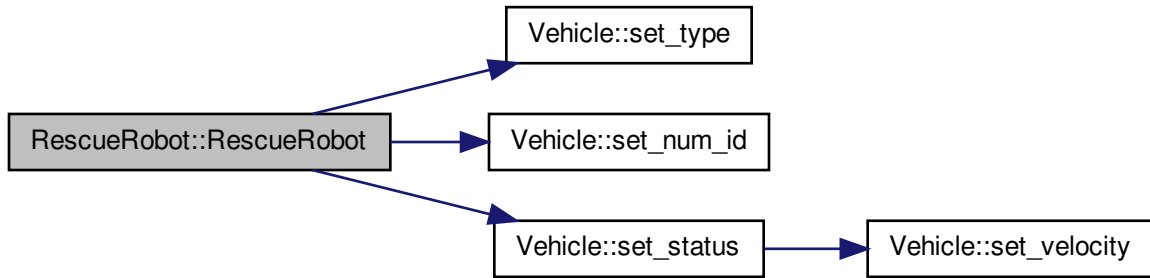 Vehicle::set_type
RescueRobot::RescueRobot
Vehicle::set_num_id
Vehicle::set_status
Vehicle::set_velocity